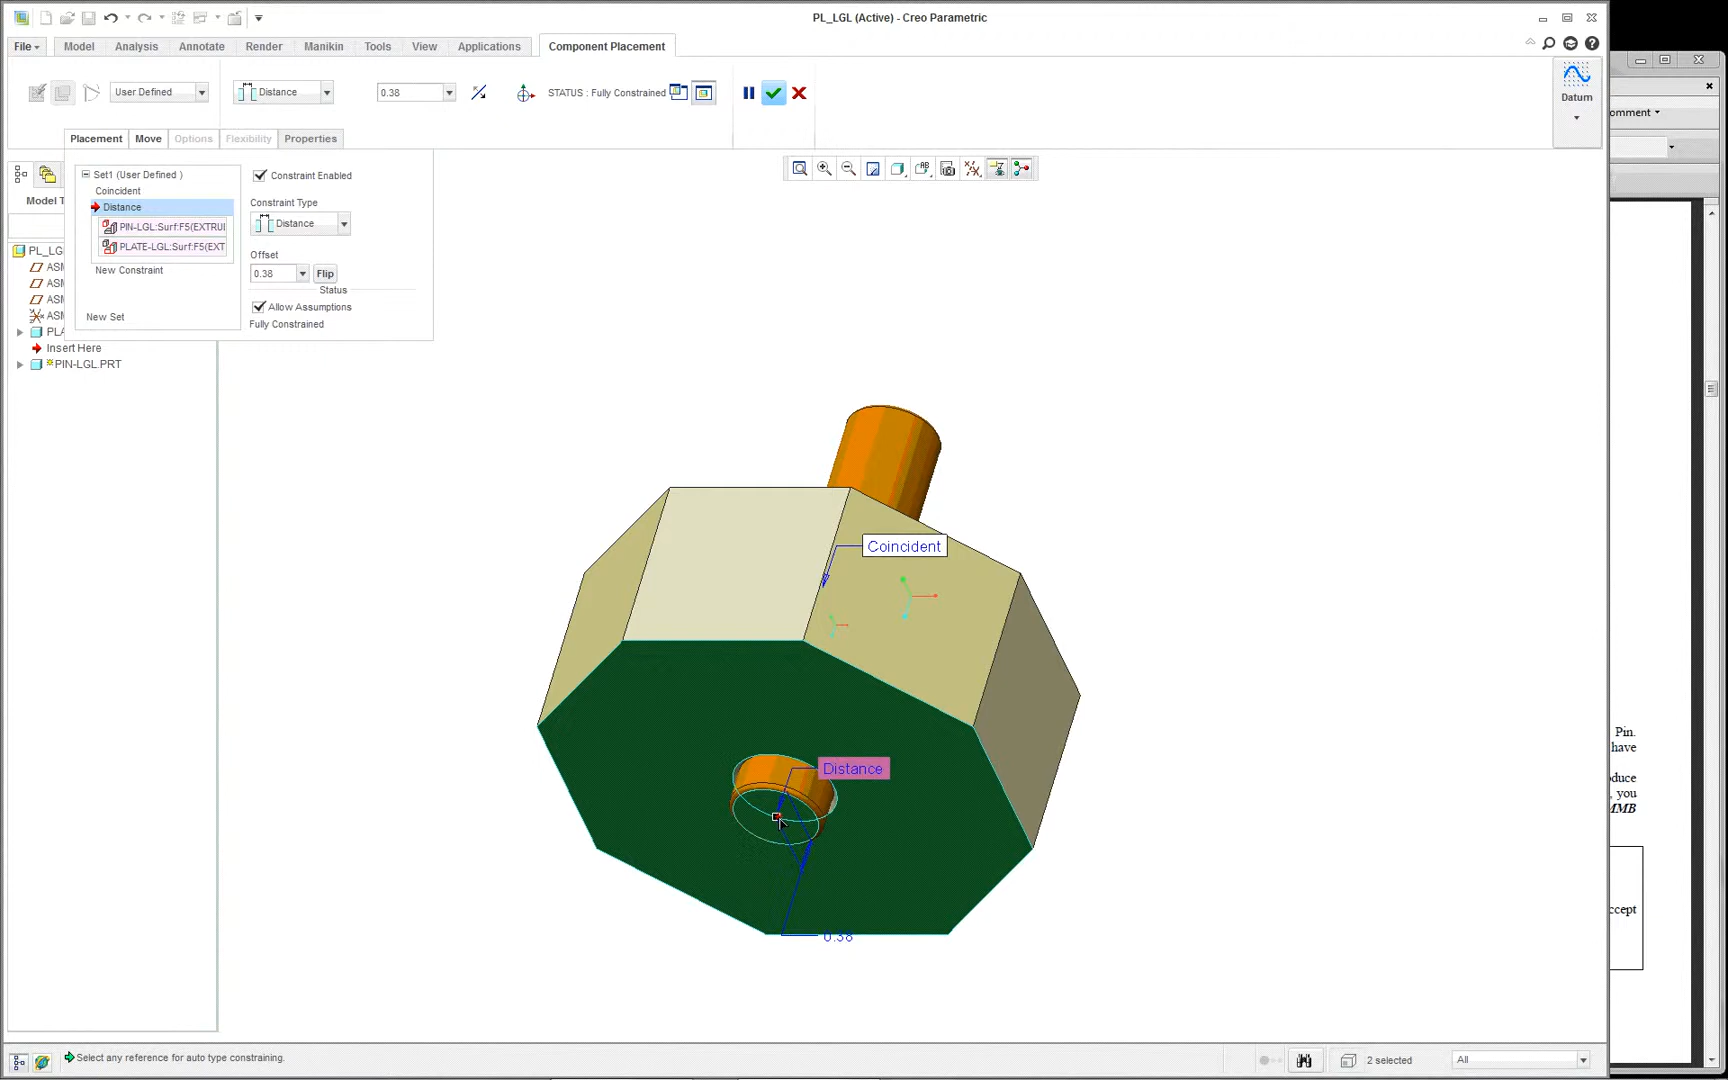 PL_LGL (Active) - Creo Parametric
File
Model
Analysis
Annotate
Render
Manikin
Tools
View
Applications
Component Placement
User Defined
Distance
0.38
STATUS : Fully Constrained
Datum
Placement
Move
Options
Flexibility
Properties
Set1 (User Defined )
Coincident
Distance
PIN-LGL:Surf:F5(EXTRUI
PLATE-LGL:Surf:F5(EXT
New Constraint
New Set
Constraint Enabled
Constraint Type
Distance
Offset
0.38
Flip
Status
Allow Assumptions
Fully Constrained
Model T
PL_LG
ASM
ASM
ASM
ASM
PLA
Insert Here
PIN-LGL.PRT
Coincident
Distance
0.38
omment
Pin.
have
oduce
, you
MMB
ccept
Select any reference for auto type constraining.
2 selected
All